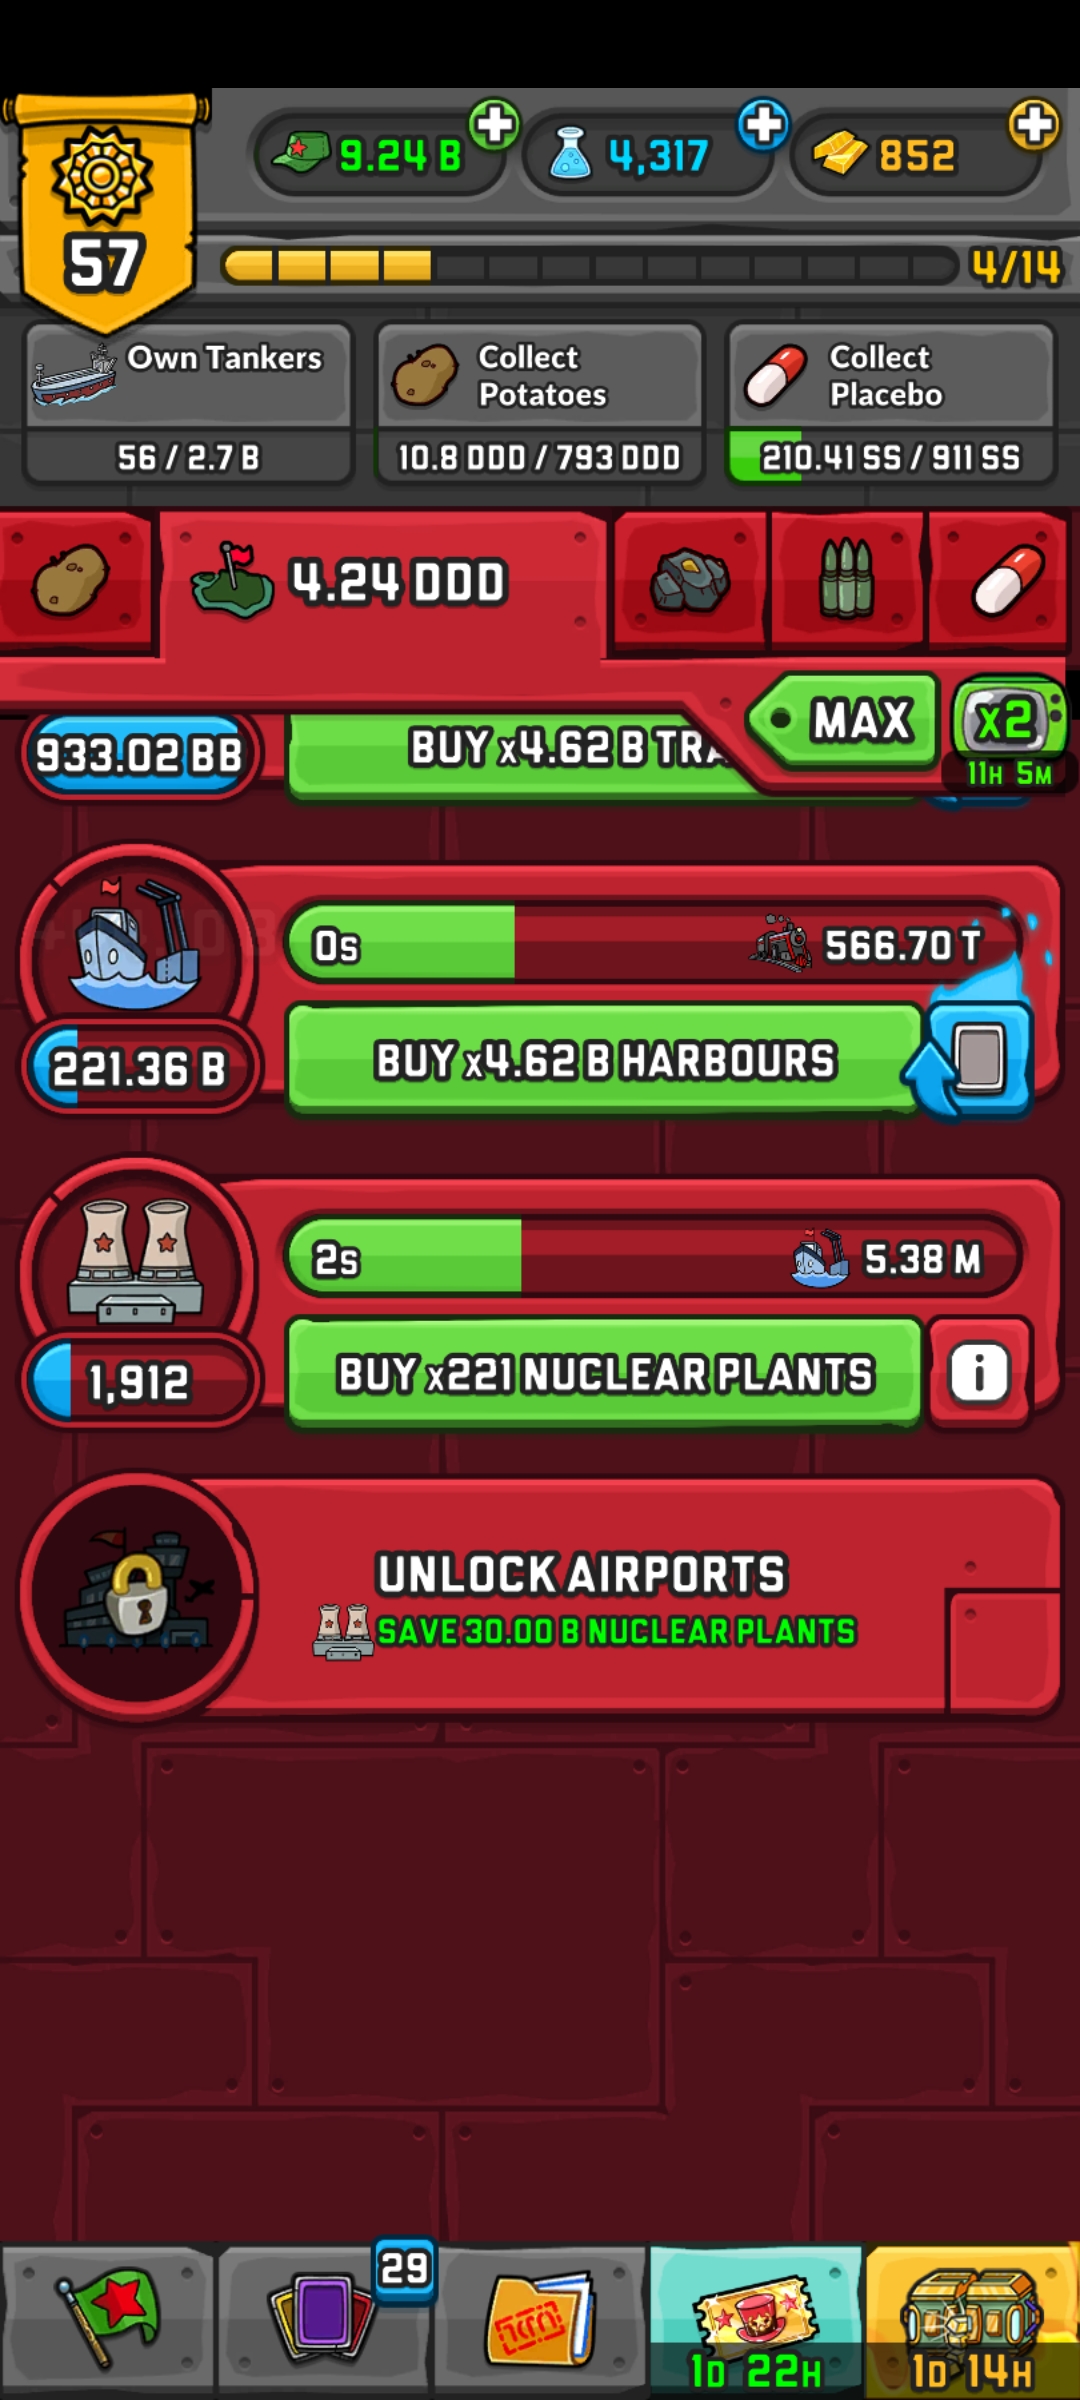 57
9.24 B
4,317
852
4/14
Own Tankers
56 / 2.7 B
Collect
Potatoes
10.8 DDD / 793 DDD
Collect
Placebo
210.41 SS / 911 SS
4.24 DDD
MAX
x2
11H 5M
933.02 BB
BUY x4.62 B TRA
0s
566.70 T
221.36 B
BUY x4.62 B HARBOURS
2s
5.38 M
1,912
BUY x221 NUCLEAR PLANTS
i
UNLOCK AIRPORTS
SAVE 30.00 B NUCLEAR PLANTS
29
1D 22H
1D 14H